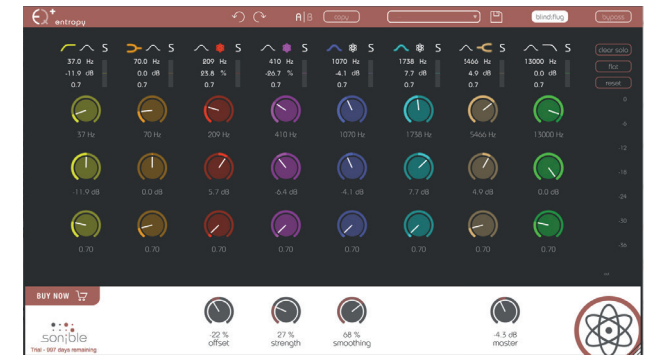 EQ+ entropy A|B copy blind:flug bypass
S S S S S S S S clear solo
37.0 Hz 70.0 Hz 209 Hz 410 Hz 1070 Hz 1738 Hz 5466 Hz 13000 Hz flat
-11.9 dB 0.0 dB 23.8 % -26.7 % -4.1 dB 7.7 dB 4.9 dB 0.0 dB
0.7 0.7 0.7 0.7 0.7 0.7 0.7 0.7 reset
0
-6
37 Hz 70 Hz 209 Hz 410 Hz 1070 Hz 1738 Hz 5466 Hz 13000 Hz
-12
-18
-11.9 dB 0.0 dB 5.7 dB -6.4 dB -4.1 dB 7.7 dB 4.9 dB 0.0 dB
-24
-30
0.70 0.70 0.70 0.70 0.70 0.70 0.70 0.70
BUY NOW
sonible
-22 % 27 % 68 % -4.3 dB
offset strength smoothing master
Trial - 997 days remaining